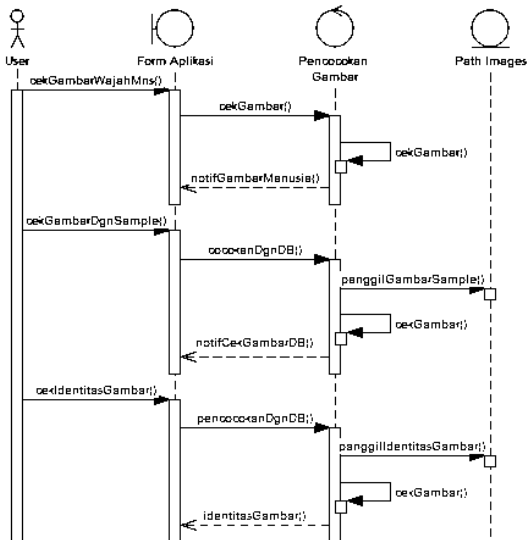 User
Form Aplikasi
Pencocokan
Gambar
Path Images
cekGambarWajahMns()
cekGambar()
cekGambar()
notifGambarManusia()
cekGambarDgnSample()
cocokanDgnDB()
panggilGambarSample()
cekGambar()
notifCekGambarDB()
cekIdentitasGambar()
pencocokanDgnDB()
panggilIdentitasGambar()
cekGambar()
identitasGambar()